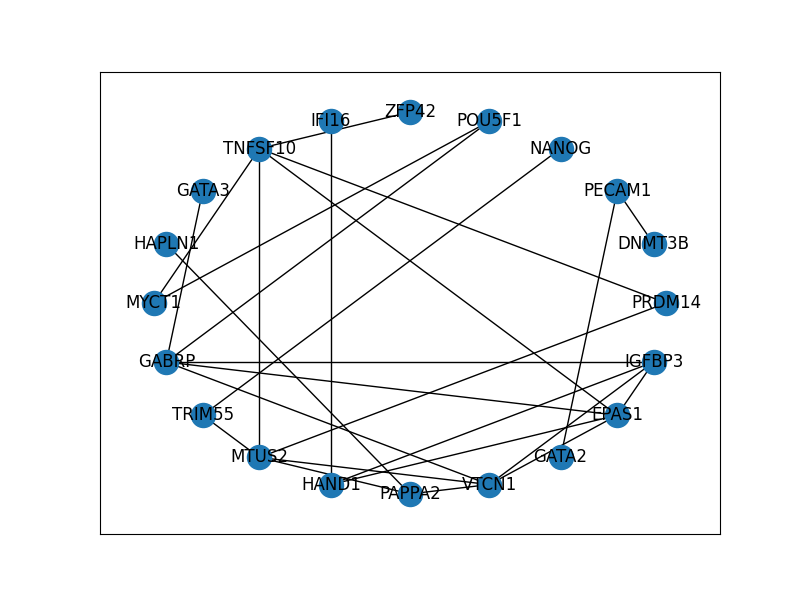 ZFP42
IFI16
POU5F1
TNFSF10
NANOG
GATA3
PECAM1
HAPLN1
DNMT3B
MYCT1
PRDM14
GABRP
IGFBP3
TRIM55
EPAS1
MTUS2
GATA2
HAND1
VTCN1
PAPPA2